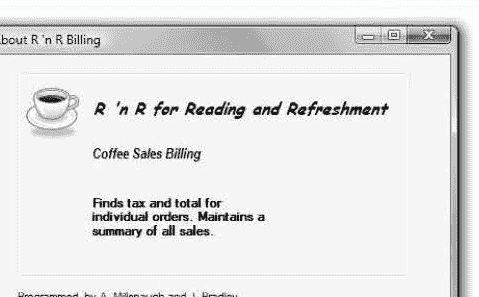 bout R 'n R Billing
R 'n R for Reading and Refreshment
Coffee Sales Billing
Finds tax and total for
individual orders. Maintains a
summary of all sales.
Programmed by A. Millspaugh and J. Bradley